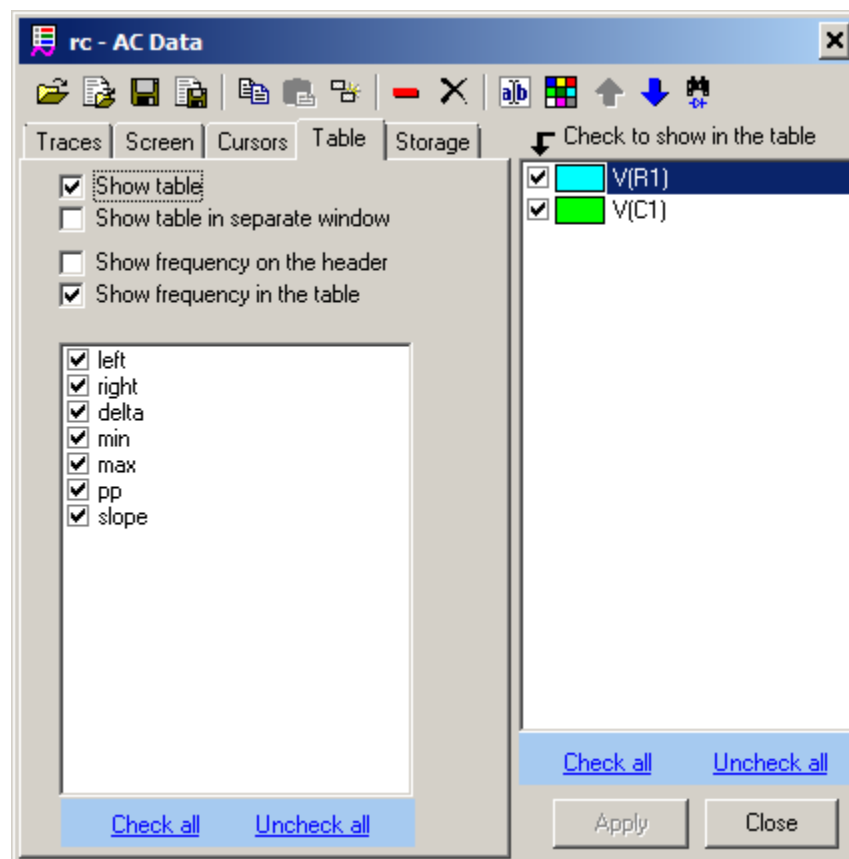 rc - AC Data
Traces Screen Cursors Table Storage
Check to show in the table
Show table
Show table in separate window
Show frequency on the header
Show frequency in the table
left
right
delta
min
max
pp
slope
Check all Uncheck all
V(R1)
V(C1)
Check all Uncheck all
Apply Close